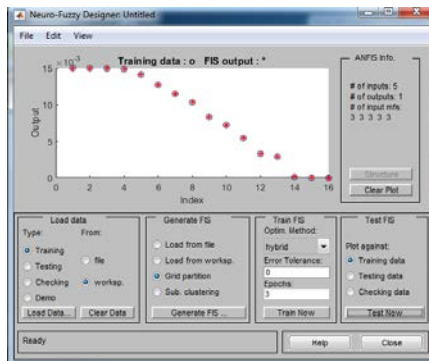 Neuro-Fuzzy Designer: Untitled
File Edit View
Training data : o FIS output : *
×10⁻³
15
10
5
0
Output
0 2 4 6 8 10 12 14 16
Index
ANFIS Info.
# of inputs: 5
# of outputs: 1
# of input mfs:
3 3 3 3 3
Structure
Clear Plot
Load data
Type: From:
Training
Testing
Checking
Demo
file
worksp.
Load Data... Clear Data
Generate FIS
Load from file
Load from worksp.
Grid partition
Sub. clustering
Generate FIS ...
Train FIS
Optim. Method:
hybrid
Error Tolerance:
0
Epochs:
3
Train Now
Test FIS
Plot against:
Training data
Testing data
Checking data
Test Now
Ready
Help Close